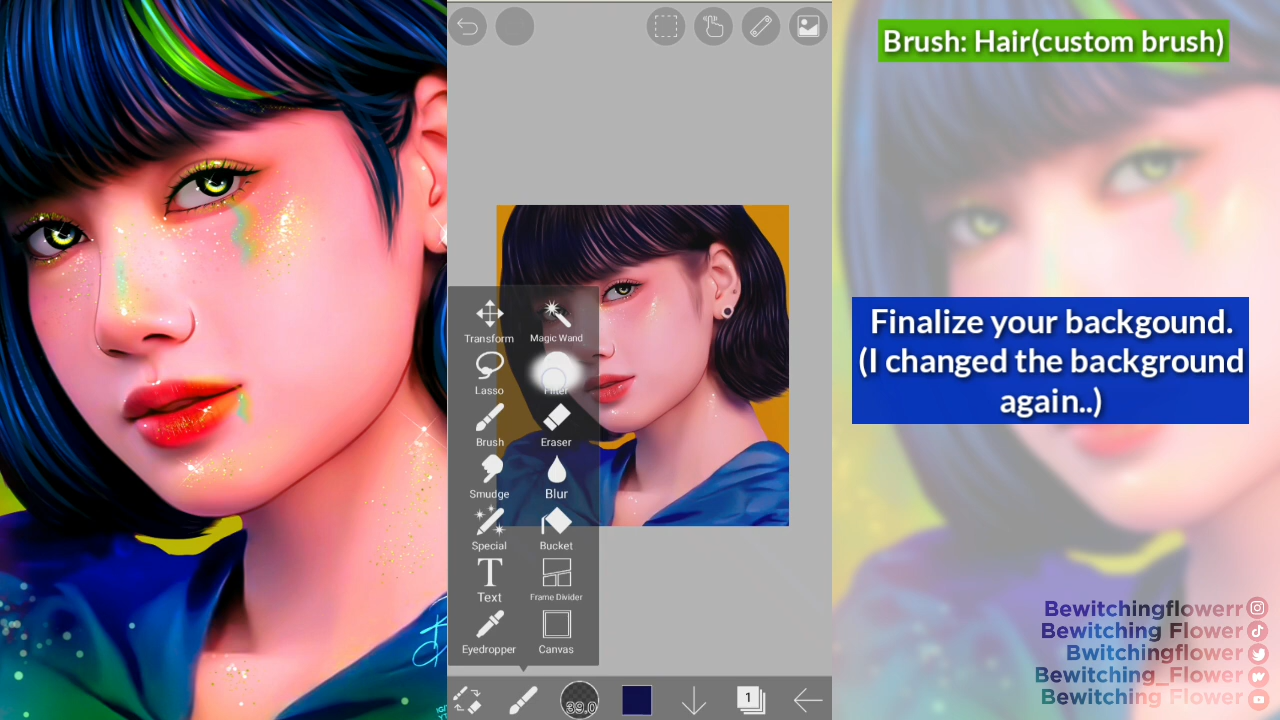 Brush: Hair(custom brush)
Transform
Magic Wand
Lasso
Filter
Brush
Eraser
Smudge
Blur
Special
Bucket
Text
Frame Divider
Eyedropper
Canvas
39.0
1
Finalize your backgound.
(I changed the background
again..)
Bewitchingflowerr
Bewitching Flower
Bwitchingflower
Bewitching_Flower
Bewitching Flower